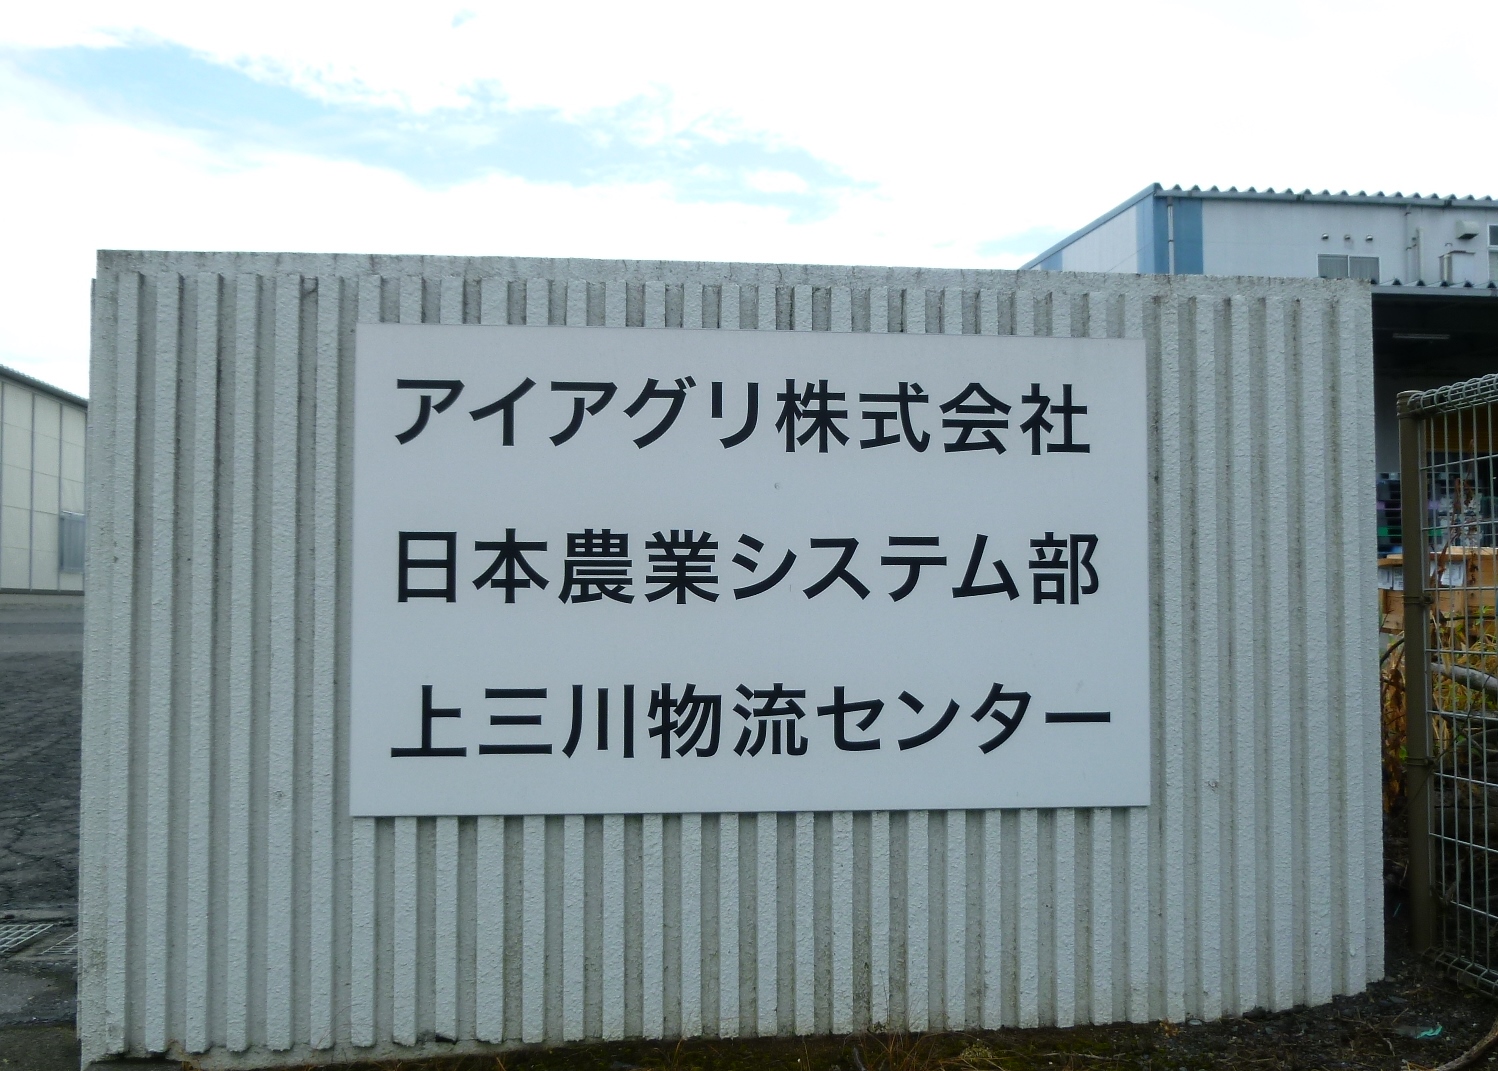 アイアグリ株式会社
日本農業システム部
上三川物流センター